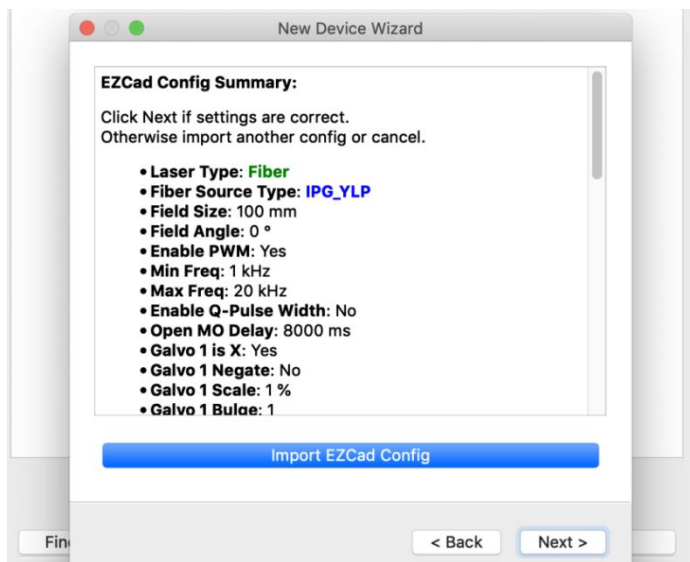 New Device Wizard
EZCad Config Summary:
Click Next if settings are correct.
Otherwise import another config or cancel.
• Laser Type: Fiber
• Fiber Source Type: IPG_YLP
• Field Size: 100 mm
• Field Angle: 0 °
• Enable PWM: Yes
• Min Freq: 1 kHz
• Max Freq: 20 kHz
• Enable Q-Pulse Width: No
• Open MO Delay: 8000 ms
• Galvo 1 is X: Yes
• Galvo 1 Negate: No
• Galvo 1 Scale: 1 %
• Galvo 1 Bulge: 1
Import EZCad Config
< Back Next >